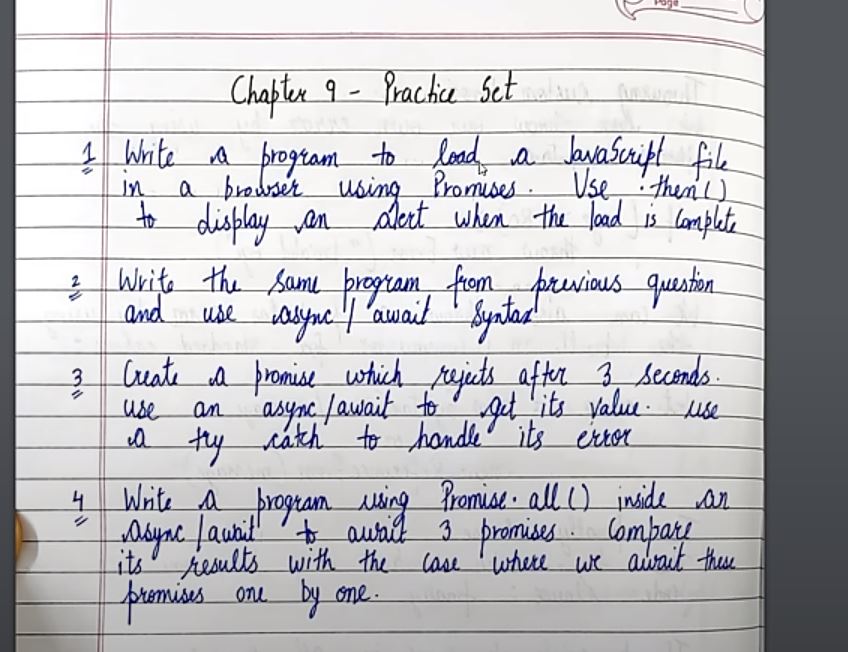 Page
Chapter 9 - Practice Set
1 Write a program to load a JavaScript file
in a browser using Promises. Use .then()
to display an alert when the load is complete
2 Write the same program from previous question
and use async/await Syntax
3 Create a promise which rejects after 3 seconds.
use an async/await to get its value. use
a try catch to handle its error
4 Write a program using Promise.all() inside an
async/await to await 3 promises. Compare
its results with the case where we await these
promises one by one.